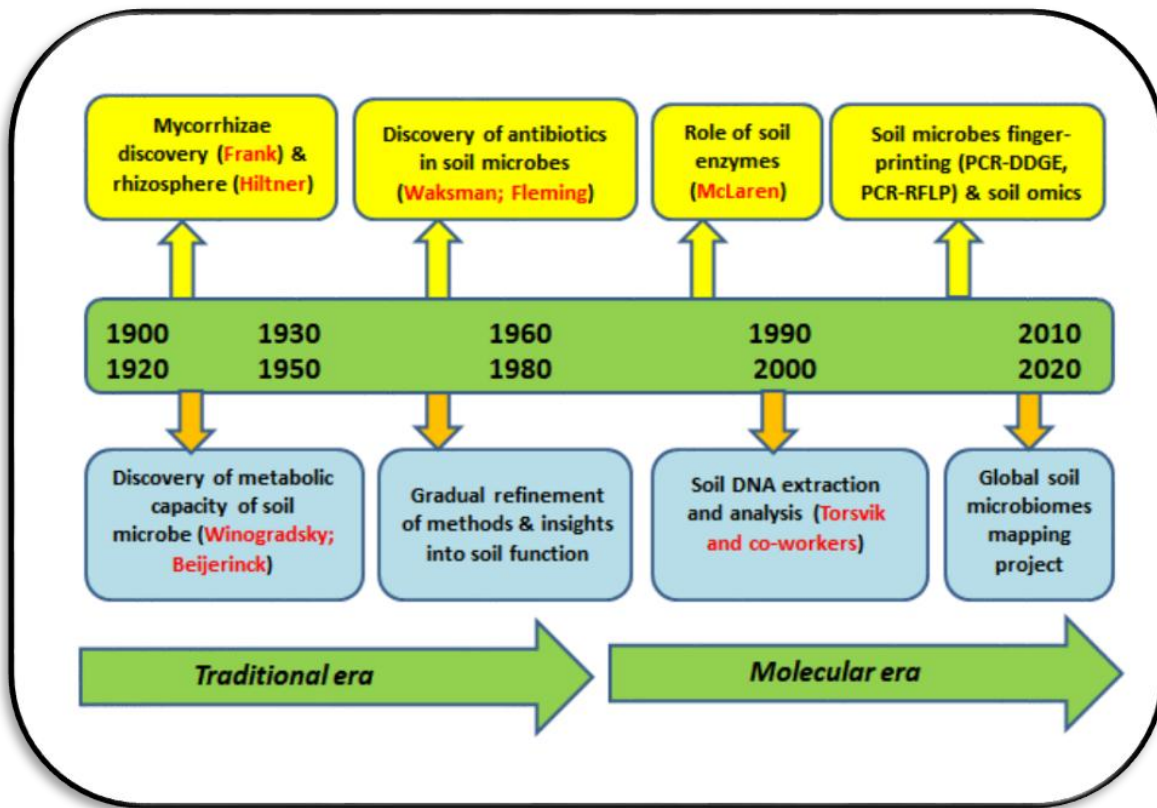 Mycorrhizae
discovery (Frank) &
rhizosphere (Hiltner)
Discovery of antibiotics
in soil microbes
(Waksman; Fleming)
Role of soil
enzymes
(McLaren)
Soil microbes finger-
printing (PCR-DDGE,
PCR-RFLP) & soil omics
1900 1930 1960 1990 2010
1920 1950 1980 2000 2020
Discovery of metabolic
capacity of soil
microbe (Winogradsky;
Beijerinck)
Gradual refinement
of methods & insights
into soil function
Soil DNA extraction
and analysis (Torsvik
and co-workers)
Global soil
microbiomes
mapping
project
Traditional era
Molecular era